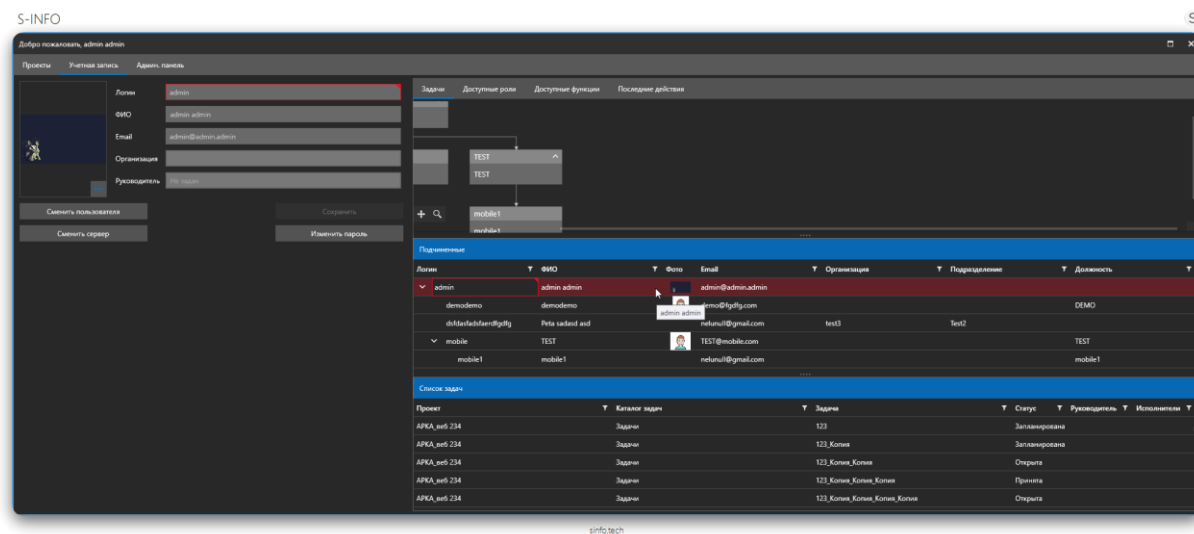 S-INFO
Добро пожаловать, admin admin
Проекты Учетная запись Админ. панель
Логин admin
ФИО admin admin
Email admin@admin.admin
Организация
Руководитель Не задан
Сменить пользователя Сохранить
Сменить сервер Изменить пароль
Задачи Доступные роли Доступные функции Последние действия
TEST
TEST
mobile1
mobile1
Подчиненные
Логин ФИО Фото Email Организация Подразделение Должность
admin admin admin admin@admin.admin
demodemo demodemo demo@fgdfg.com DEMO
admin admin
dsfdasfadsfaerdfgdfg Peta sadasd asd nelunull@gmail.com test3 Test2
mobile TEST TEST@mobile.com TEST
mobile1 mobile1 nelunull@gmail.com mobile1
Список задач
Проект Каталог задач Задача Статус Руководитель Исполнители
АРКА_веб 234 Задачи 123 Запланирована
АРКА_веб 234 Задачи 123_Копия Запланирована
АРКА_веб 234 Задачи 123_Копия_Копия Открыта
АРКА_веб 234 Задачи 123_Копия_Копия_Копия Принята
АРКА_веб 234 Задачи 123_Копия_Копия_Копия_Копия Открыта
sinfo.tech